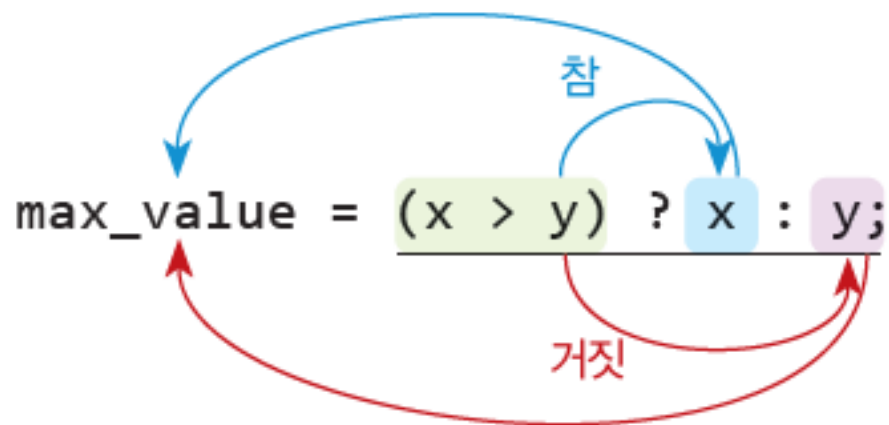 참
max_value = (x > y) ? x : y;
거짓